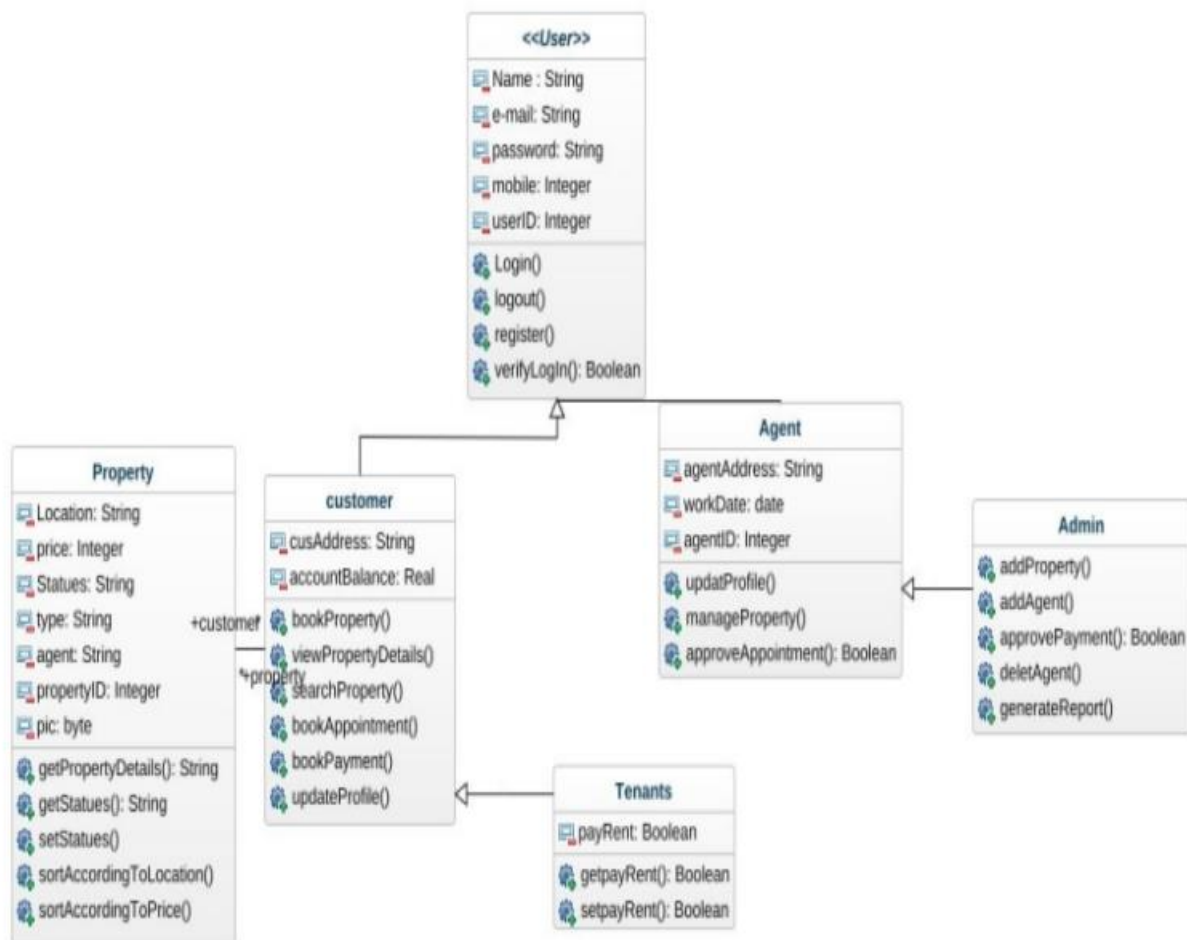 <<User>>
Name : String
e-mail: String
password: String
mobile: Integer
userID: Integer
Login()
logout()
register()
verifyLogIn(): Boolean
Property
Location: String
price: Integer
Statues: String
type: String
agent: String
propertyID: Integer
pic: byte
getPropertyDetails(): String
getStatues(): String
setStatues()
sortAccordingToLocation()
sortAccordingToPrice()
+customer*
*+property
customer
cusAddress: String
accountBalance: Real
bookProperty()
viewPropertyDetails()
searchProperty()
bookAppointment()
bookPayment()
updateProfile()
Agent
agentAddress: String
workDate: date
agentID: Integer
updatProfile()
manageProperty()
approveAppointment(): Boolean
Admin
addProperty()
addAgent()
approvePayment(): Boolean
deletAgent()
generateReport()
Tenants
payRent: Boolean
getpayRent(): Boolean
setpayRent(): Boolean